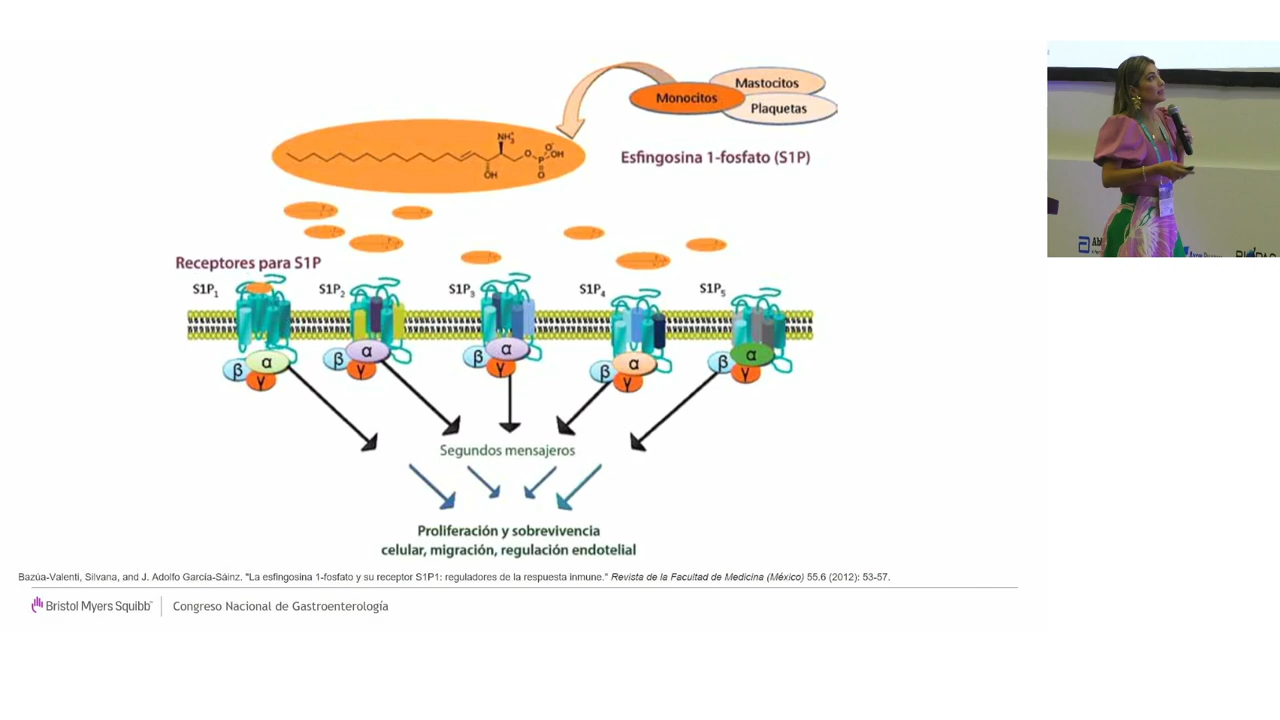 Mastocitos
Monocitos
Plaquetas
NH₃⁺
O⁻
O P OH
OH O
Esfingosina 1-fosfato (S1P)
Receptores para S1P
S1P₁ S1P₂ S1P₃ S1P₄ S1P₅
β α γ
β α γ
β α γ
β α γ
β α γ
Segundos mensajeros
Proliferación y sobrevivencia
celular, migración, regulación endotelial
Bazúa-Valenti, Silvana, and J. Adolfo García-Sáinz. "La esfingosina 1-fosfato y su receptor S1P1: reguladores de la respuesta inmune." Revista de la Facultad de Medicina (México) 55.6 (2012): 53-57.
Bristol Myers Squibb™ Congreso Nacional de Gastroenterología